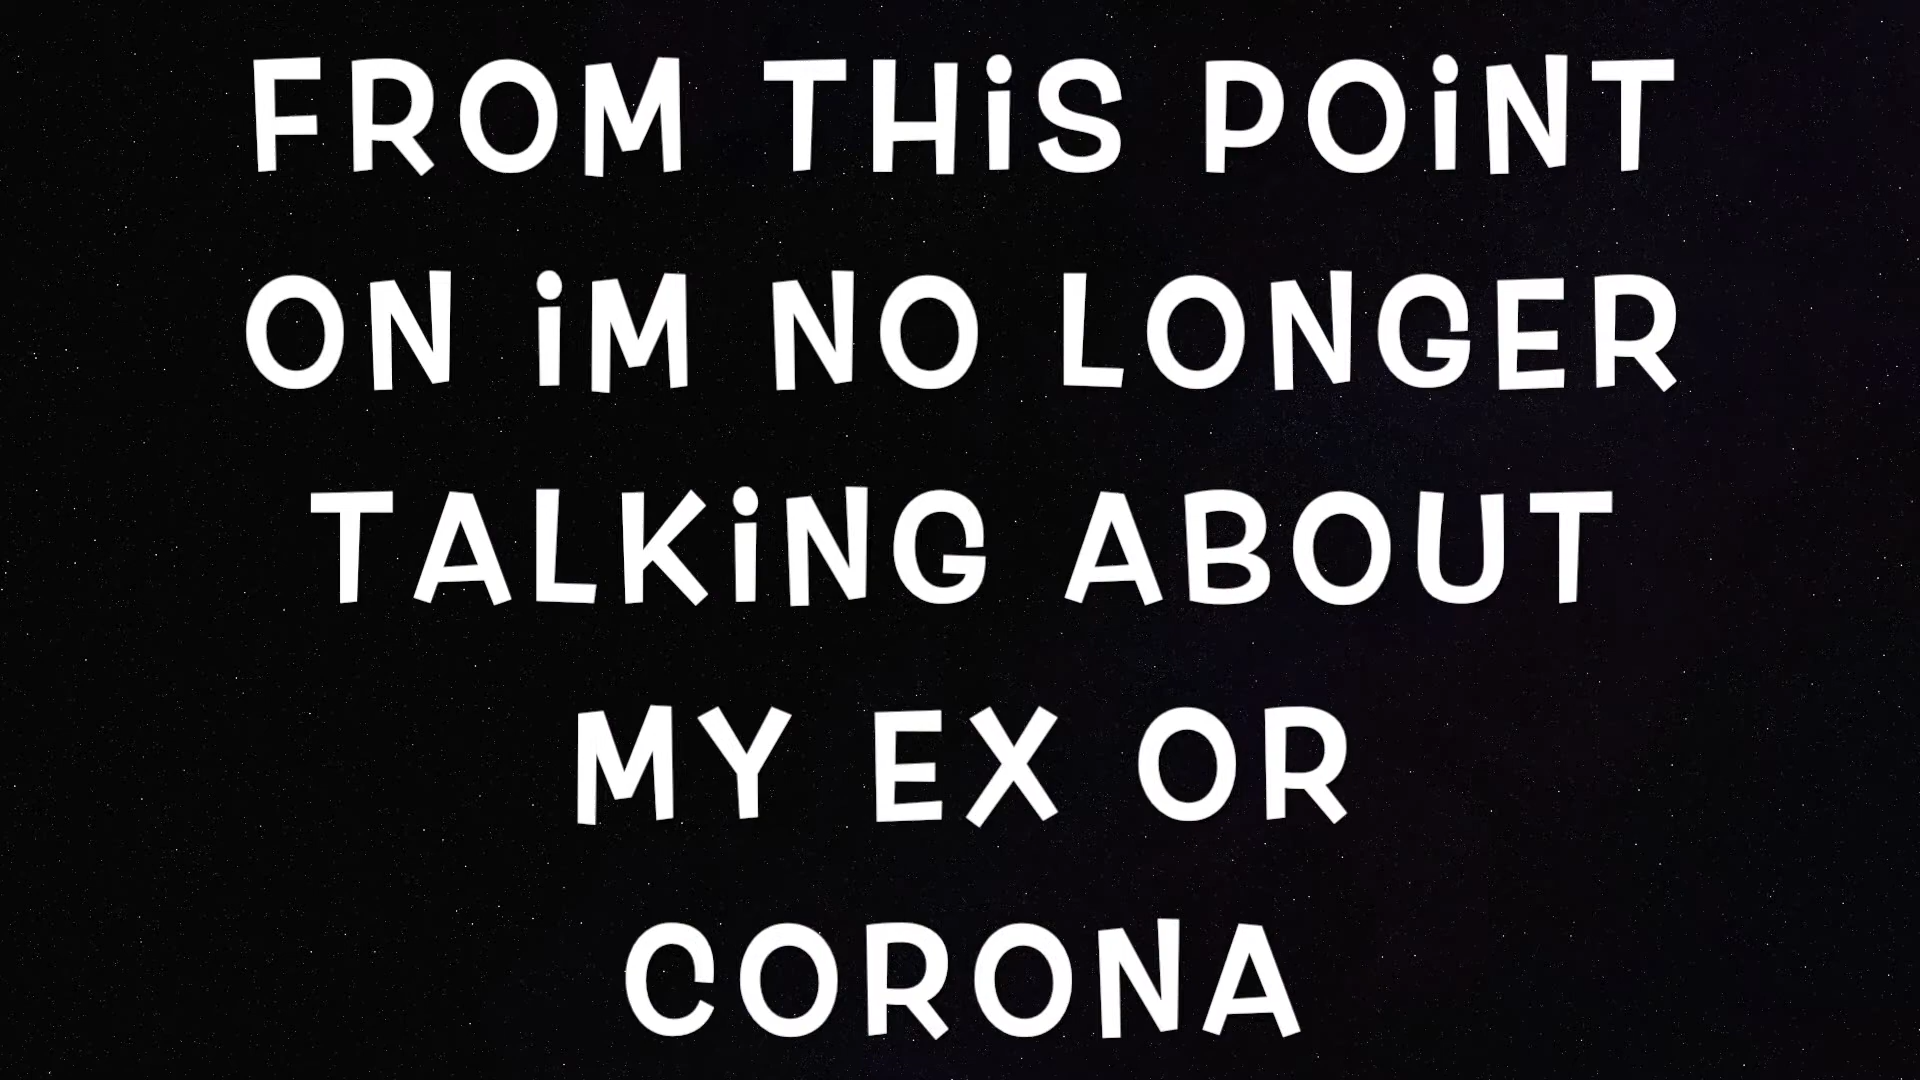 FROM THiS POiNT
ON iM NO LONGER
TALKiNG ABOUT
MY EX OR
CORONA